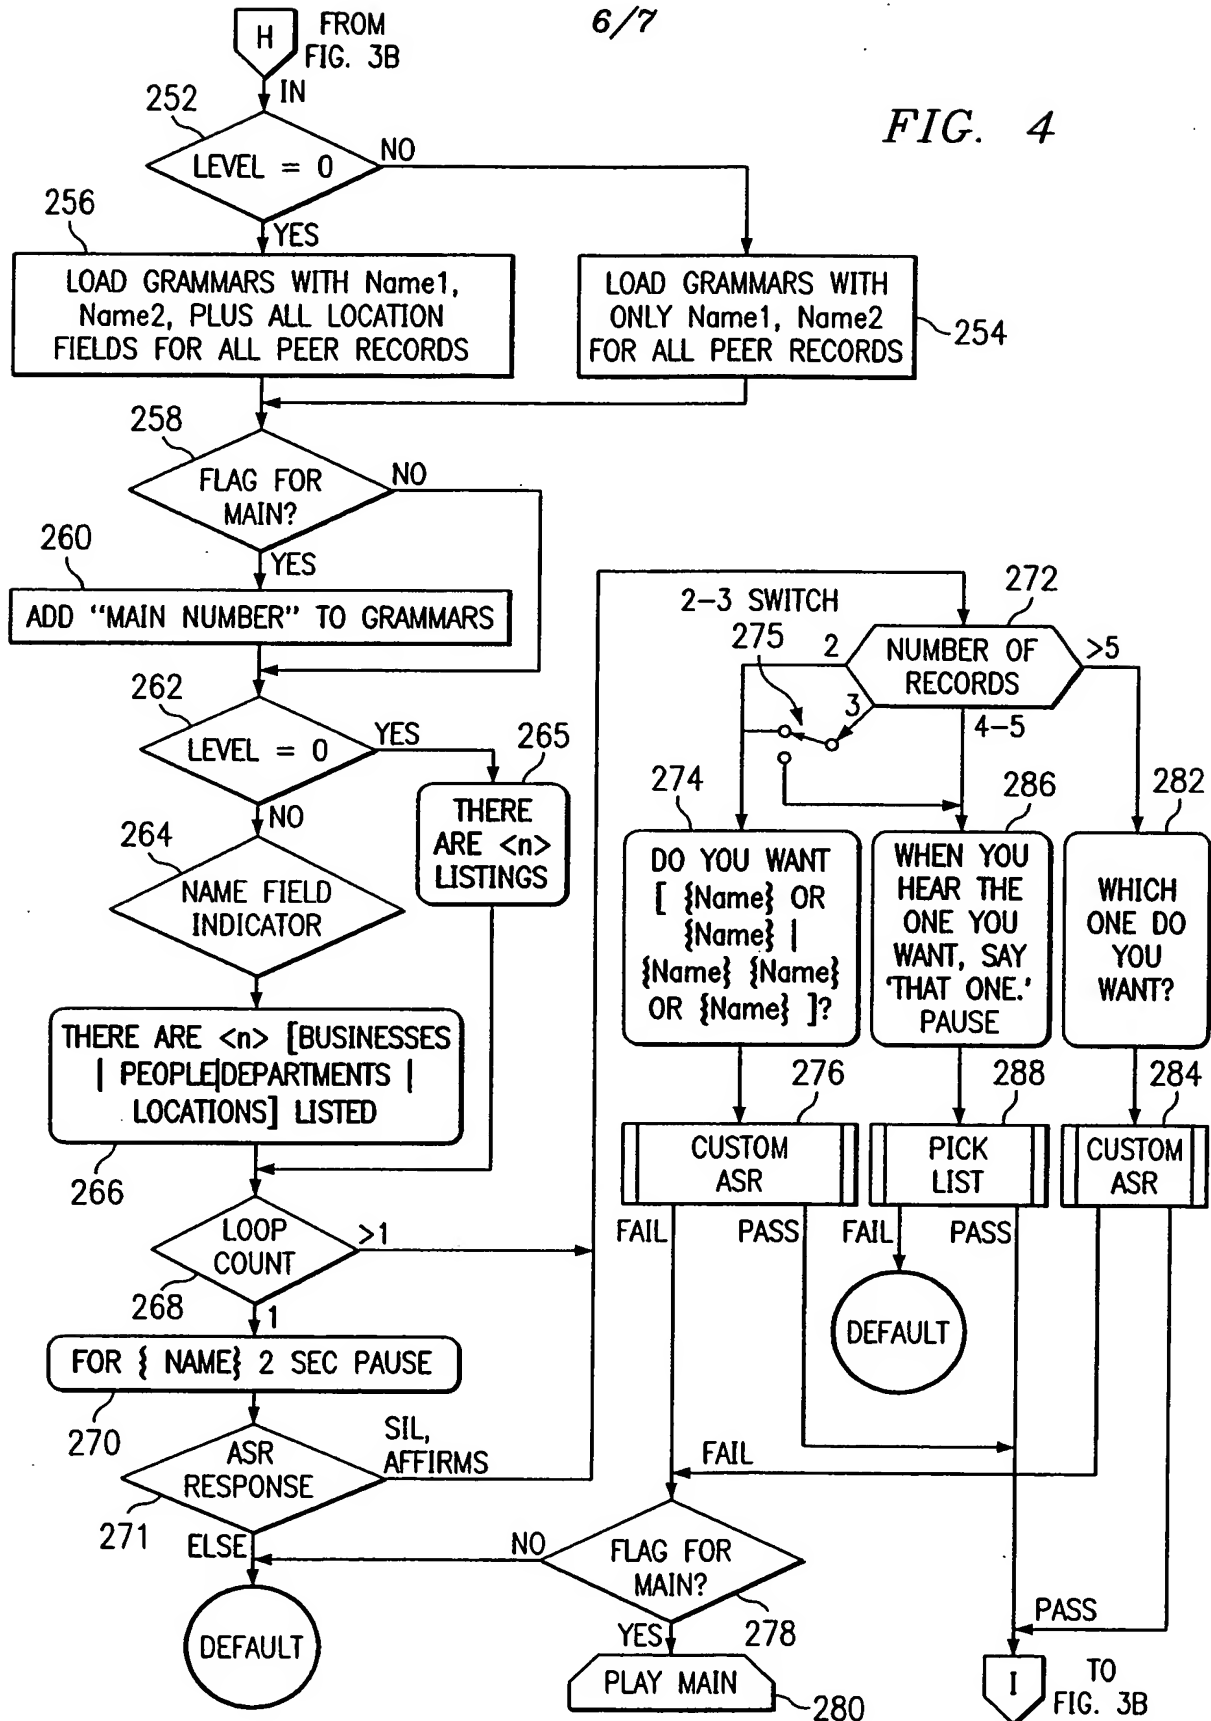 6/7
H
FROM
FIG. 3B
IN
FIG. 4
252
LEVEL = 0
NO
YES
256
LOAD GRAMMARS WITH Name1,
Name2, PLUS ALL LOCATION
FIELDS FOR ALL PEER RECORDS
LOAD GRAMMARS WITH
ONLY Name1, Name2
FOR ALL PEER RECORDS
254
258
FLAG FOR
MAIN?
NO
YES
260
ADD “MAIN NUMBER” TO GRAMMARS
262
LEVEL = 0
YES
NO
265
THERE
ARE <n>
LISTINGS
264
NAME FIELD
INDICATOR
THERE ARE <n> [BUSINESSES
| PEOPLE|DEPARTMENTS |
LOCATIONS] LISTED
266
LOOP
COUNT
>1
268
1
FOR { NAME} 2 SEC PAUSE
270
ASR
RESPONSE
SIL,
AFFIRMS
271
ELSE
DEFAULT
2-3 SWITCH
275
272
NUMBER OF
RECORDS
2
3
4-5
>5
274
DO YOU WANT
[ {Name} OR
{Name} |
{Name} {Name}
OR {Name} ]?
286
WHEN YOU
HEAR THE
ONE YOU
WANT, SAY
‘THAT ONE.’
PAUSE
282
WHICH
ONE DO
YOU
WANT?
276
CUSTOM
ASR
288
PICK
LIST
284
CUSTOM
ASR
FAIL
PASS
FAIL
PASS
DEFAULT
FAIL
NO
FLAG FOR
MAIN?
278
YES
PLAY MAIN
280
PASS
I
TO
FIG. 3B